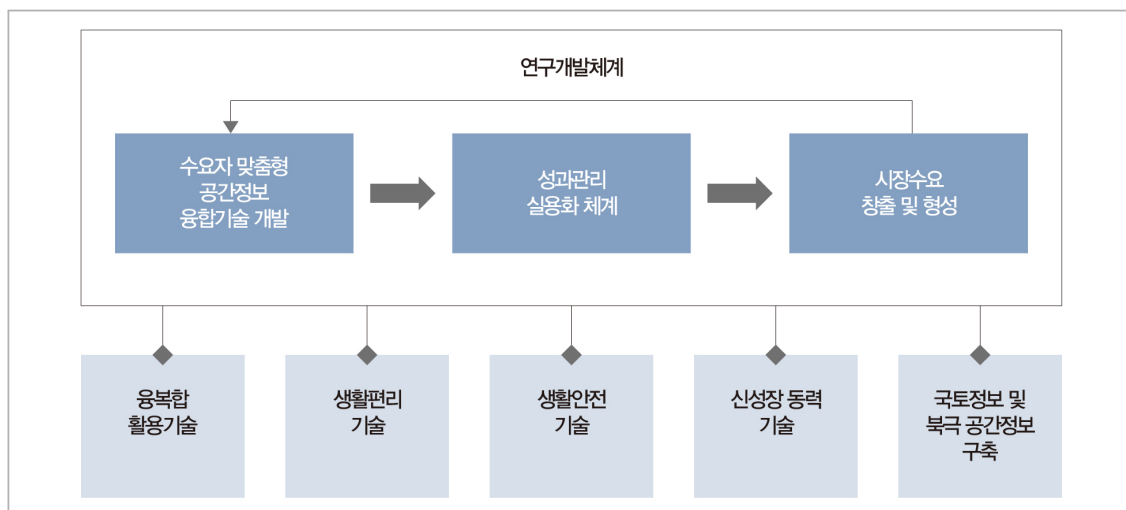 연구개발체계
수요자 맞춤형
공간정보
융합기술 개발
성과관리
실용화 체계
시장수요
창출 및 형성
융복합
활용기술
생활편리
기술
생활안전
기술
신성장 동력
기술
국토정보 및
북극 공간정보
구축